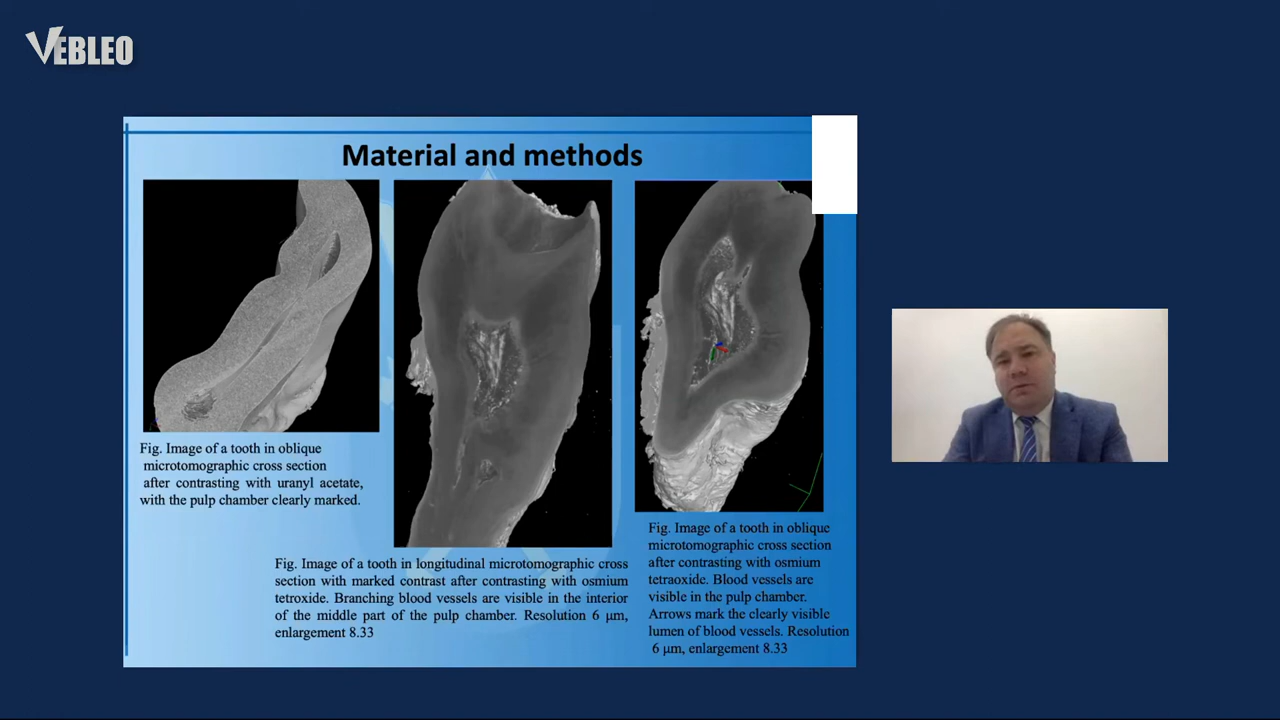 VEBLEO
Material and methods
Fig. Image of a tooth in oblique
microtomographic cross section
after contrasting with uranyl acetate,
with the pulp chamber clearly marked.
Fig. Image of a tooth in longitudinal microtomographic cross
section with marked contrast after contrasting with osmium
tetroxide. Branching blood vessels are visible in the interior
of the middle part of the pulp chamber. Resolution 6 μm,
enlargement 8.33
Fig. Image of a tooth in oblique
microtomographic cross section
after contrasting with osmium
tetraoxide. Blood vessels are
visible in the pulp chamber.
Arrows mark the clearly visible
lumen of blood vessels. Resolution
6 μm, enlargement 8.33